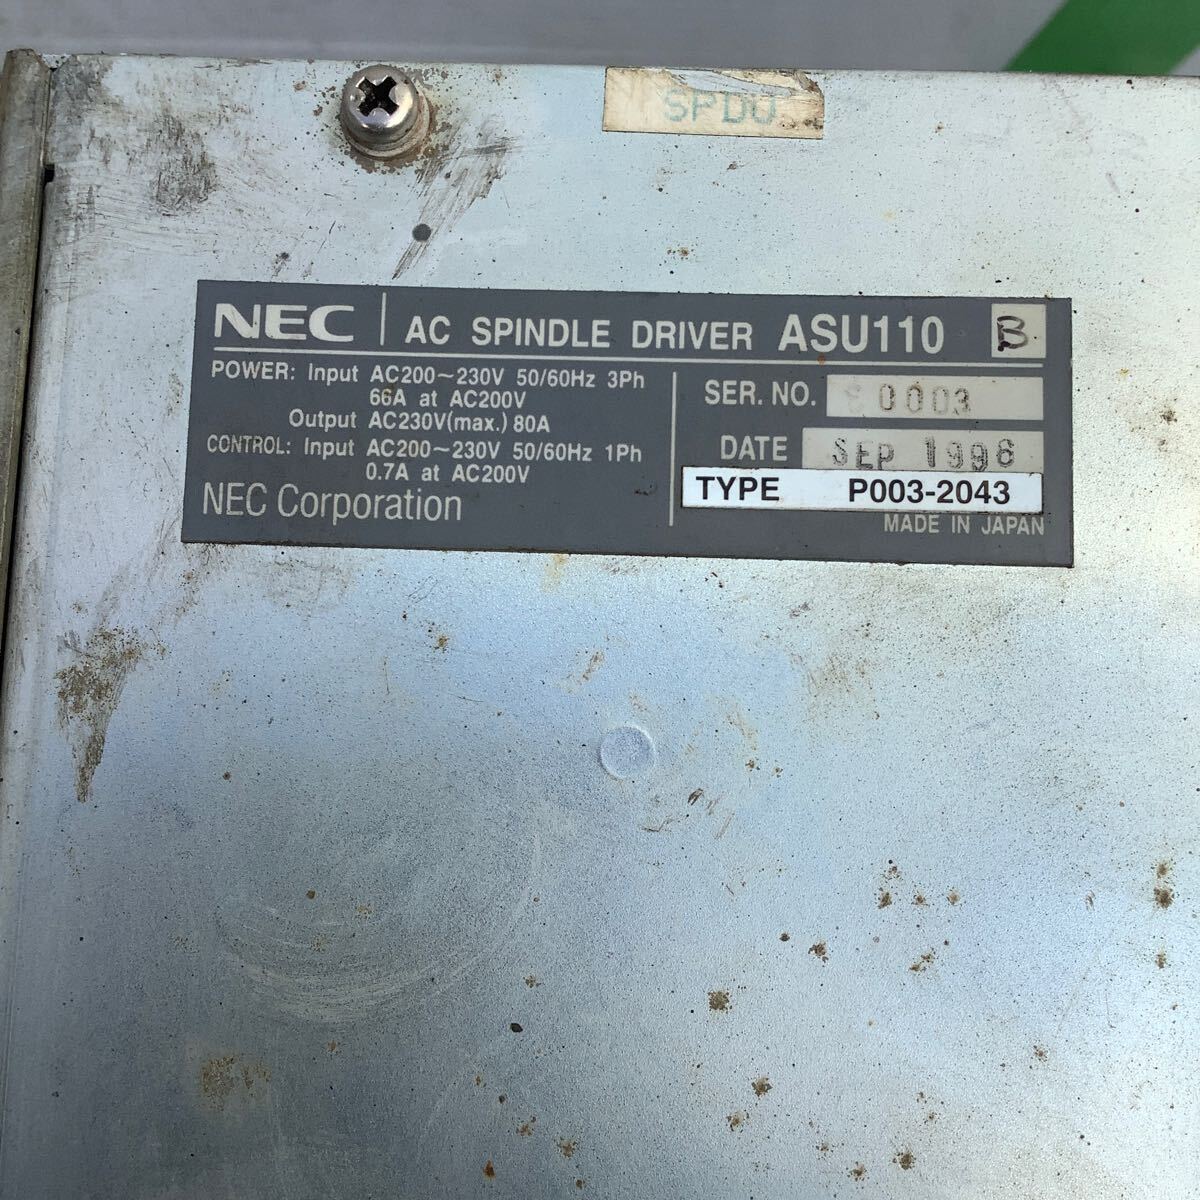 SPDU
NEC AC SPINDLE DRIVER ASU110 B
POWER: Input AC200~230V 50/60Hz 3Ph
66A at AC200V
Output AC230V(max.) 80A
CONTROL: Input AC200~230V 50/60Hz 1Ph
0.7A at AC200V
NEC Corporation
SER. NO. 0003
DATE SEP 1998
TYPE P003-2043
MADE IN JAPAN